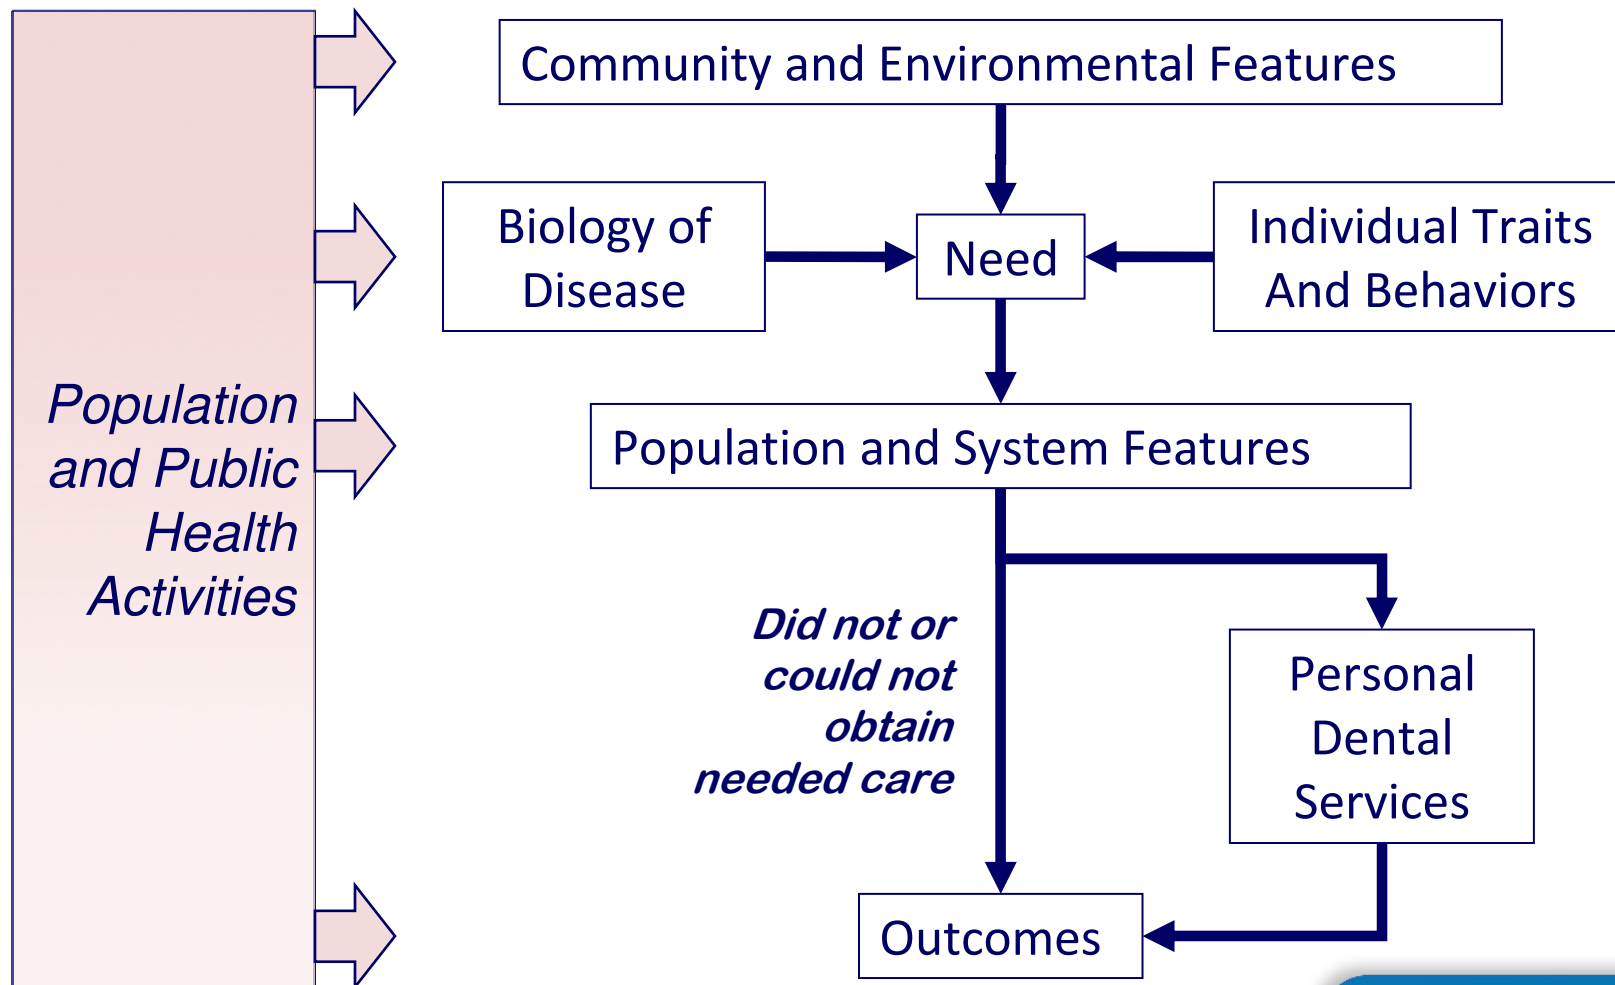 Community and Environmental Features
Biology of
Disease
Need
Individual Traits
And Behaviors
Population
and Public
Health
Activities
Population and System Features
Did not or
could not
obtain
needed care
Personal
Dental
Services
Outcomes